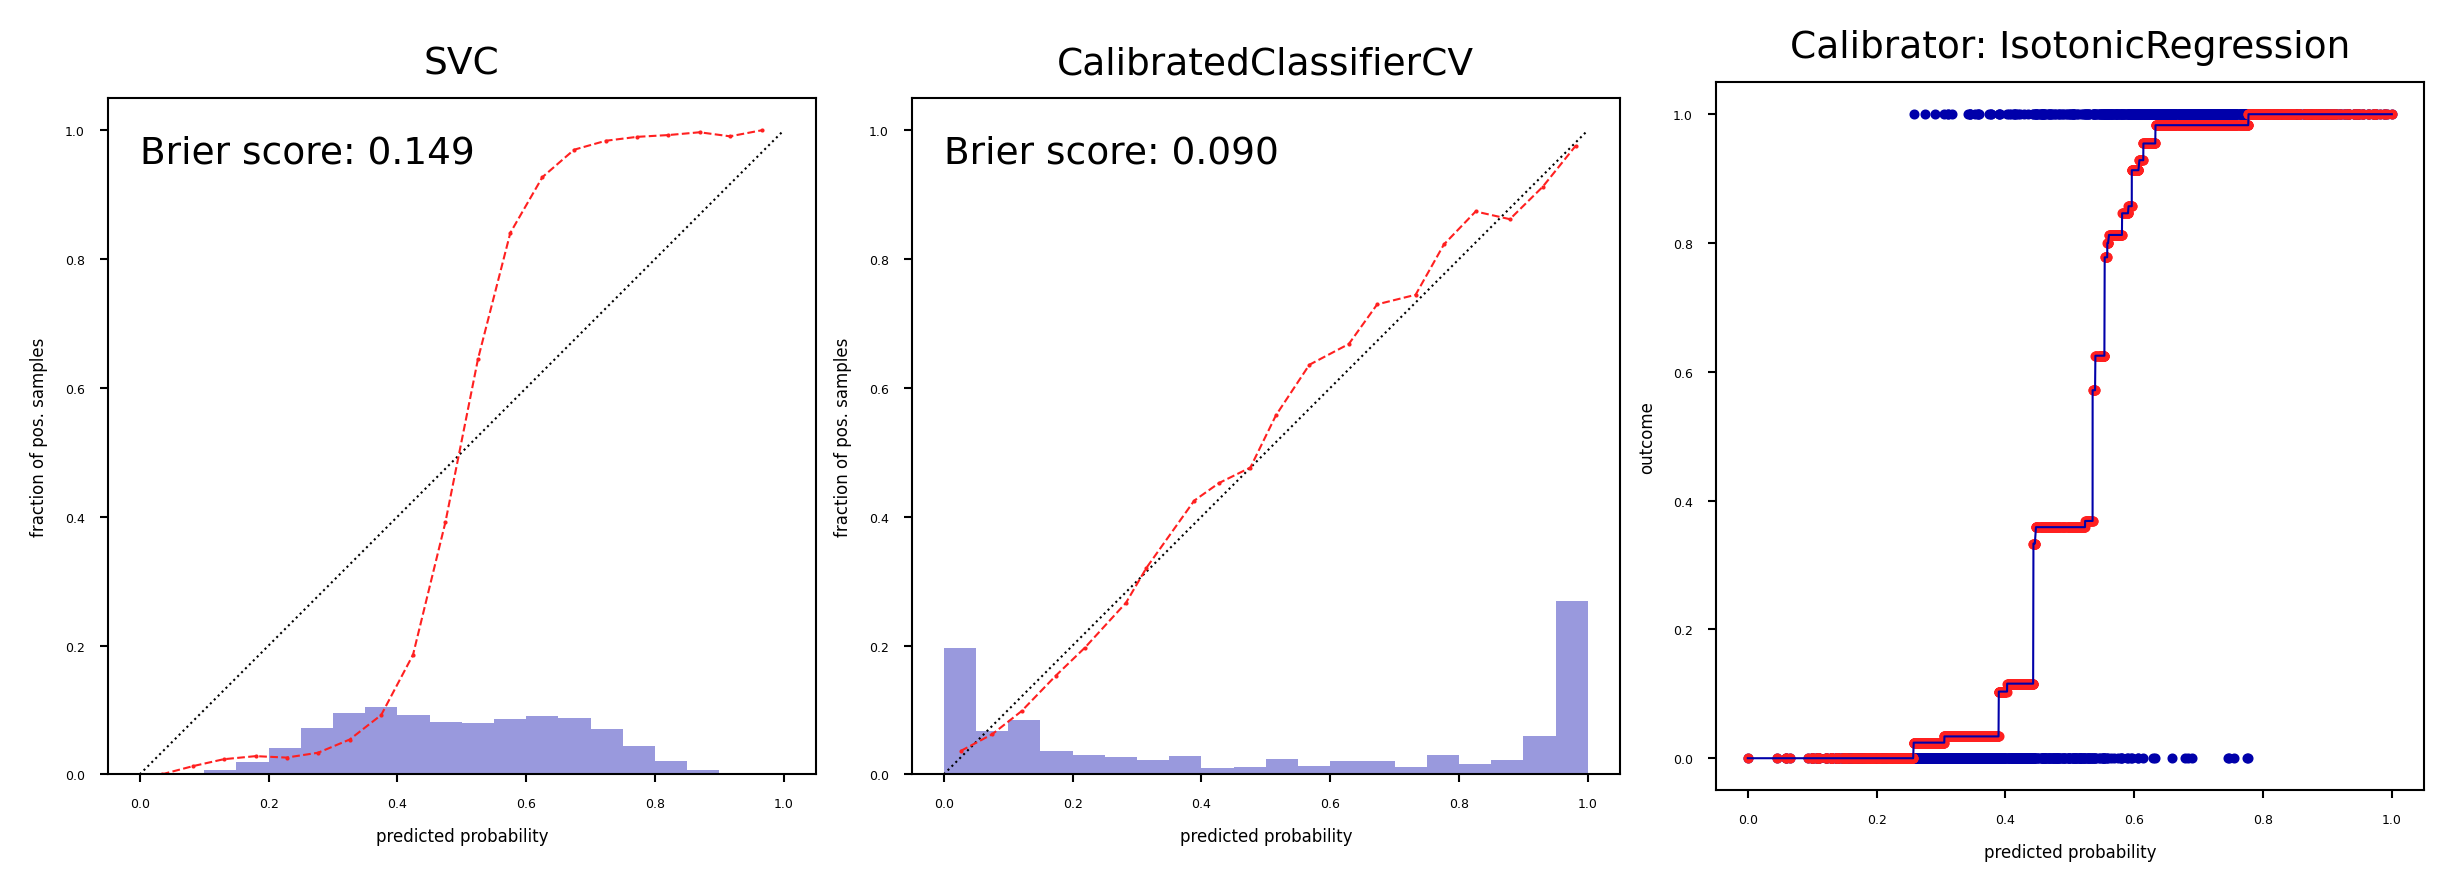 SVC
Brier score: 0.149
1.0
0.8
0.6
0.4
0.2
0.0
fraction of pos. samples
0.0 0.2 0.4 0.6 0.8 1.0
predicted probability
CalibratedClassifierCV
Brier score: 0.090
1.0
0.8
0.6
0.4
0.2
0.0
fraction of pos. samples
0.0 0.2 0.4 0.6 0.8 1.0
predicted probability
Calibrator: IsotonicRegression
1.0
0.8
0.6
0.4
0.2
0.0
outcome
0.0 0.2 0.4 0.6 0.8 1.0
predicted probability